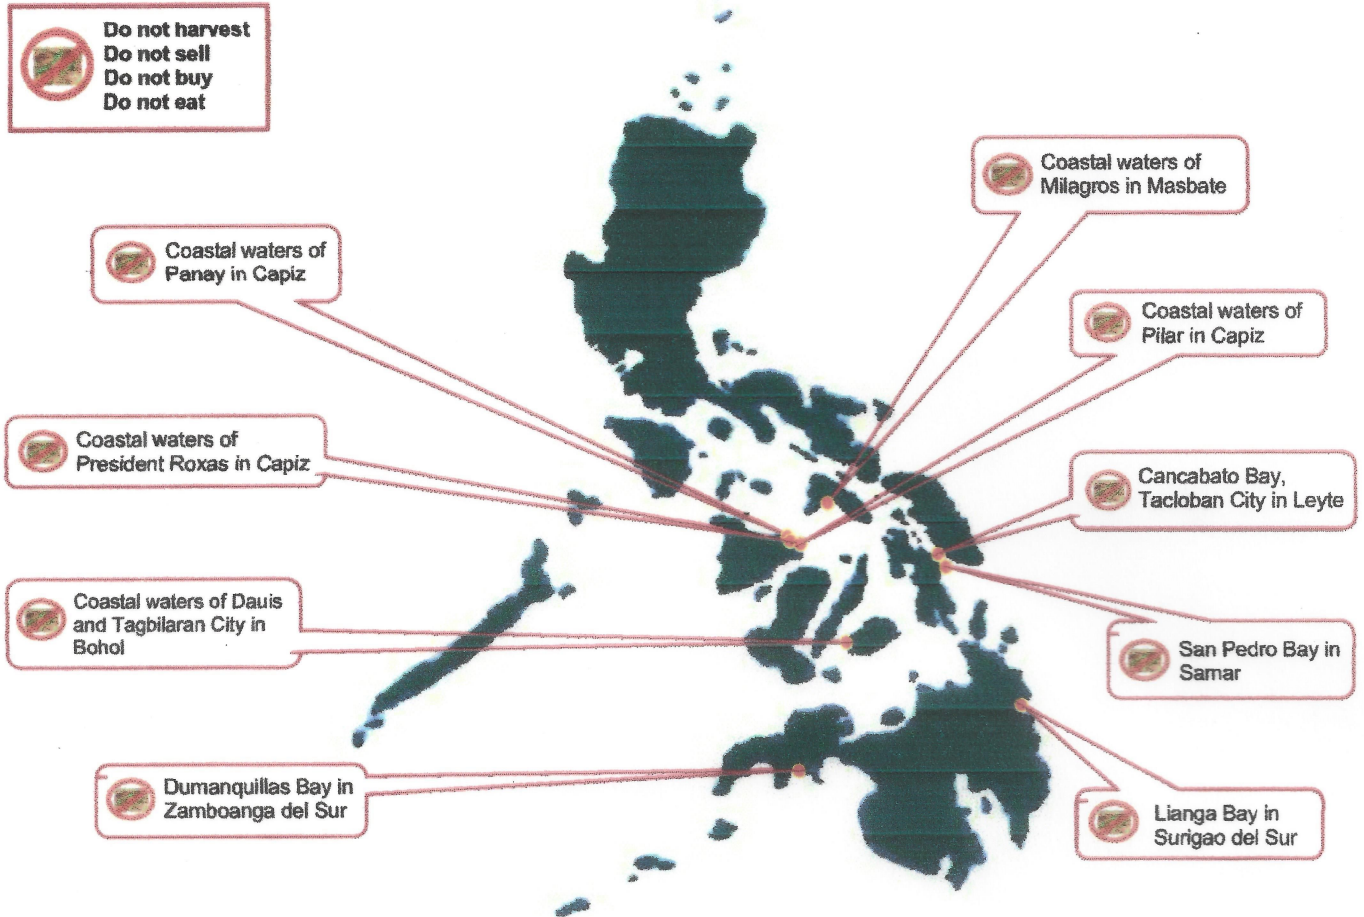 Do not harvest
Do not sell
Do not buy
Do not eat
Coastal waters of
Milagros in Masbate
Coastal waters of
Panay in Capiz
Coastal waters of
Pilar in Capiz
Coastal waters of
President Roxas in Capiz
Cancabato Bay,
Tacloban City in Leyte
Coastal waters of Dauis
and Tagbilaran City in
Bohol
San Pedro Bay in
Samar
Dumanquillas Bay in
Zamboanga del Sur
Lianga Bay in
Surigao del Sur